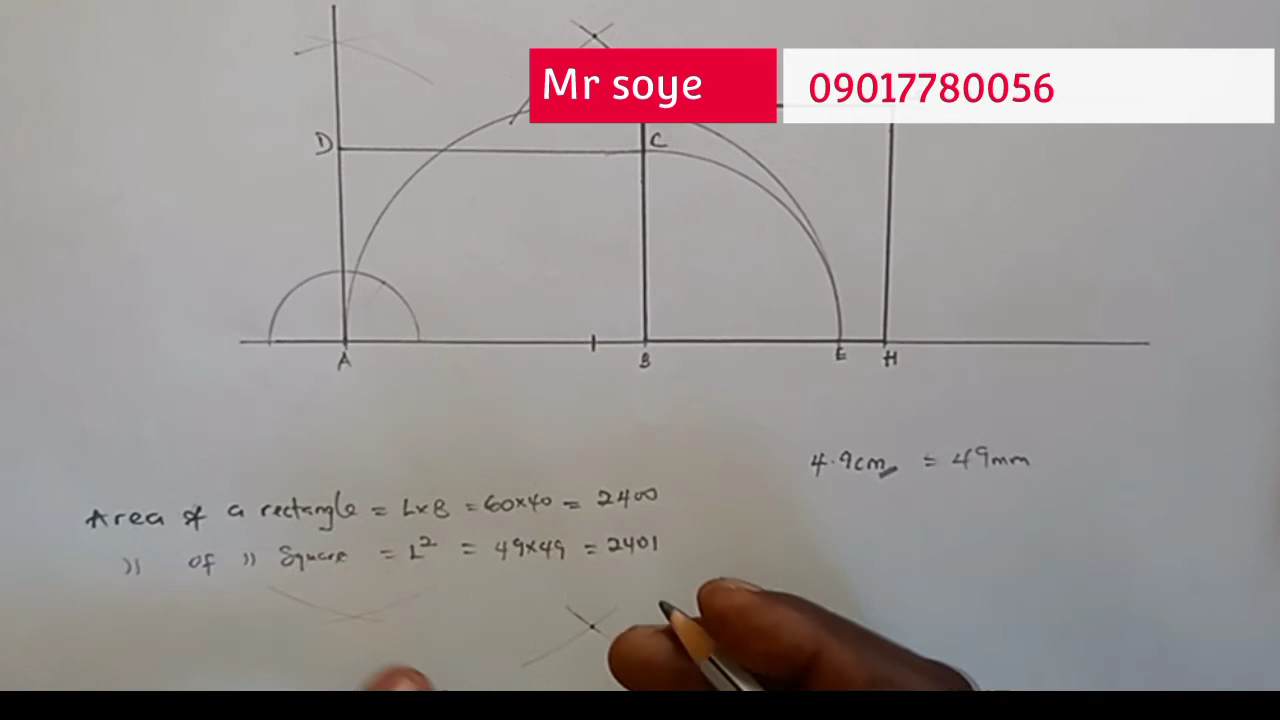 Mr soye
09017780056
D
C
A
B
E
H
4.9cm = 49mm
Area of a rectangle = L×B = 60×40 = 2400
〃 of 〃 Square = L² = 49×49 = 2401